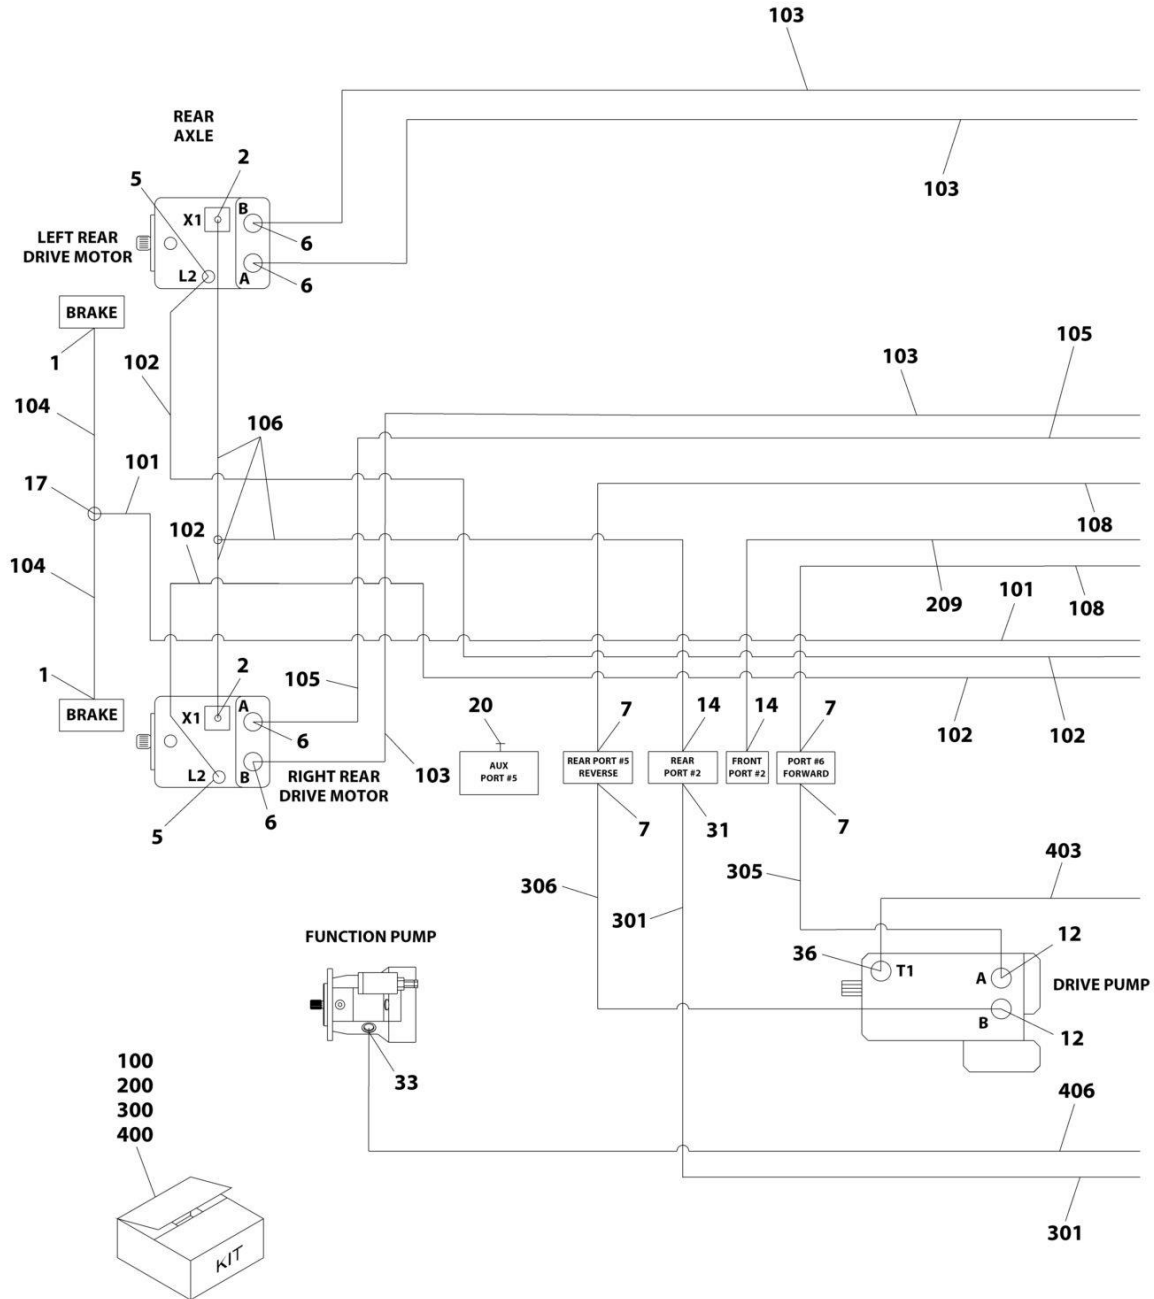 103
REAR
AXLE
2
5
103
B
X1
LEFT REAR
DRIVE MOTOR
6
L2
A
6
BRAKE
105
1
102
103
104
106
101
17
108
102
104
209
108
101
1
2
105
20
7
14
14
7
102
102
BRAKE
X1
A
6
103
AUX
PORT #5
REAR PORT #5
REVERSE
REAR
PORT #2
FRONT
PORT #2
PORT #6
FORWARD
L2
B
RIGHT REAR
DRIVE MOTOR
5
6
7
31
7
403
306
305
301
FUNCTION PUMP
12
36
T1
A
DRIVE PUMP
B
12
33
100
200
300
400
406
301
KIT